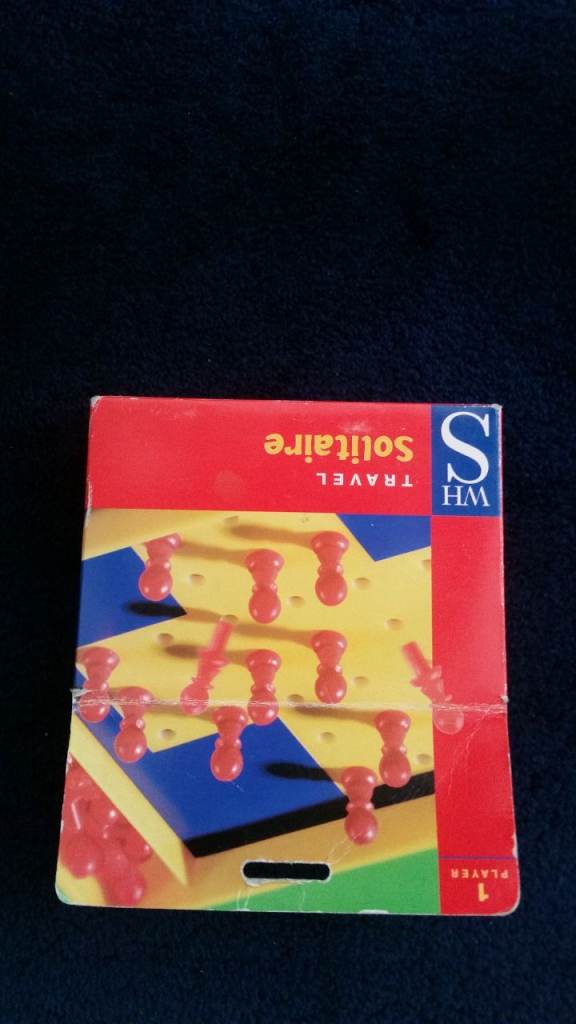 WH
S
TRAVEL
Solitaire
1
PLAYER